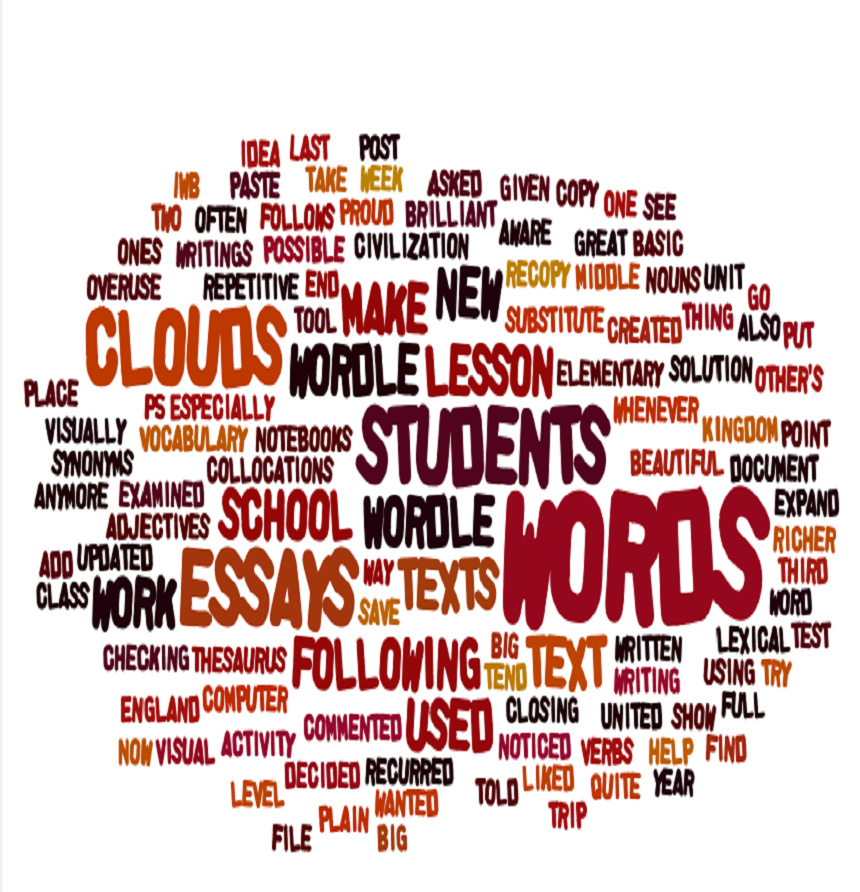 IDEA LAST POST
IWB PASTE TAKE WEEK ASKED GIVEN COPY ONE SEE
TWO OFTEN FOLLOWS PROUD BRILLIANT
ONES WRITINGS POSSIBLE CIVILIZATION AWARE GREAT BASIC
OVERUSE REPETITIVE END MAKE NEW RECOPY MIDDLE NOUNS UNIT GO
CLOUDS TOOL SUBSTITUTE CREATED THING ALSO PUT
WORDLE LESSON ELEMENTARY SOLUTION OTHER'S
PLACE PS ESPECIALLY STUDENTS WHENEVER
VISUALLY VOCABULARY NOTEBOOKS KINGDOM POINT
SYNONYMS COLLOCATIONS BEAUTIFUL DOCUMENT
ANYMORE EXAMINED SCHOOL WORDLE WORDS EXPAND
ADJECTIVES RICHER
ADD UPDATED ESSAYS WAY TEXTS THIRD
CLASS WORK SAVE WORD
CHECKING THESAURUS FOLLOWING BIG TEXT WRITTEN LEXICAL TEST
TEND WRITING USING TRY
ENGLAND COMPUTER USED CLOSING UNITED SHOW FULL
NOW VISUAL ACTIVITY COMMENTED NOTICED VERBS HELP FIND
DECIDED RECURRED
LEVEL WANTED TOLD LIKED QUITE YEAR
PLAIN TRIP
FILE BIG